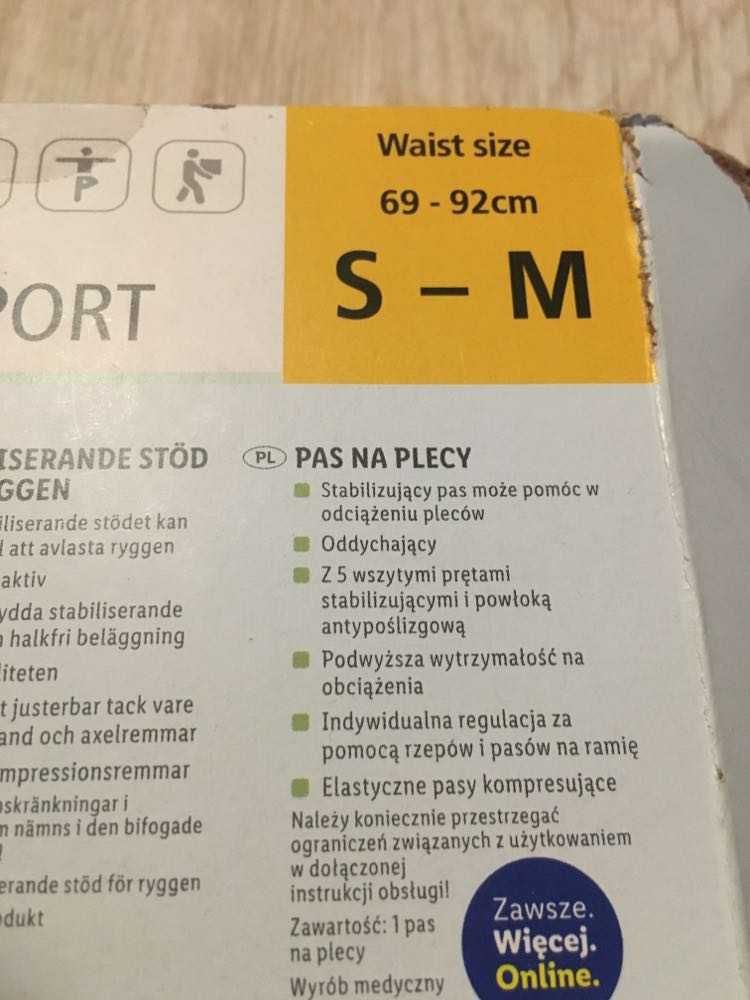 Waist size
69 - 92cm
S – M
PORT
ISERANDE STÖD
GGEN
iliserande stödet kan
l att avlasta ryggen
aktiv
ydda stabiliserande
h halkfri beläggning
liteten
t justerbar tack vare
and och axelremmar
mpressionsremmar
skränkningar i
m nämns i den bifogade
!
erande stöd för ryggen
odukt
PL PAS NA PLECY
Stabilizujący pas może pomóc w
odciążeniu pleców
Oddychający
Z 5 wszytymi prętami
stabilizującymi i powłoką
antypoślizgową
Podwyższa wytrzymałość na
obciążenia
Indywidualna regulacja za
pomocą rzepów i pasów na ramię
Elastyczne pasy kompresujące
Należy koniecznie przestrzegać
ograniczeń związanych z użytkowaniem
w dołączonej
instrukcji obsługi!
Zawartość: 1 pas
na plecy
Wyrób medyczny
Zawsze.
Więcej.
Online.